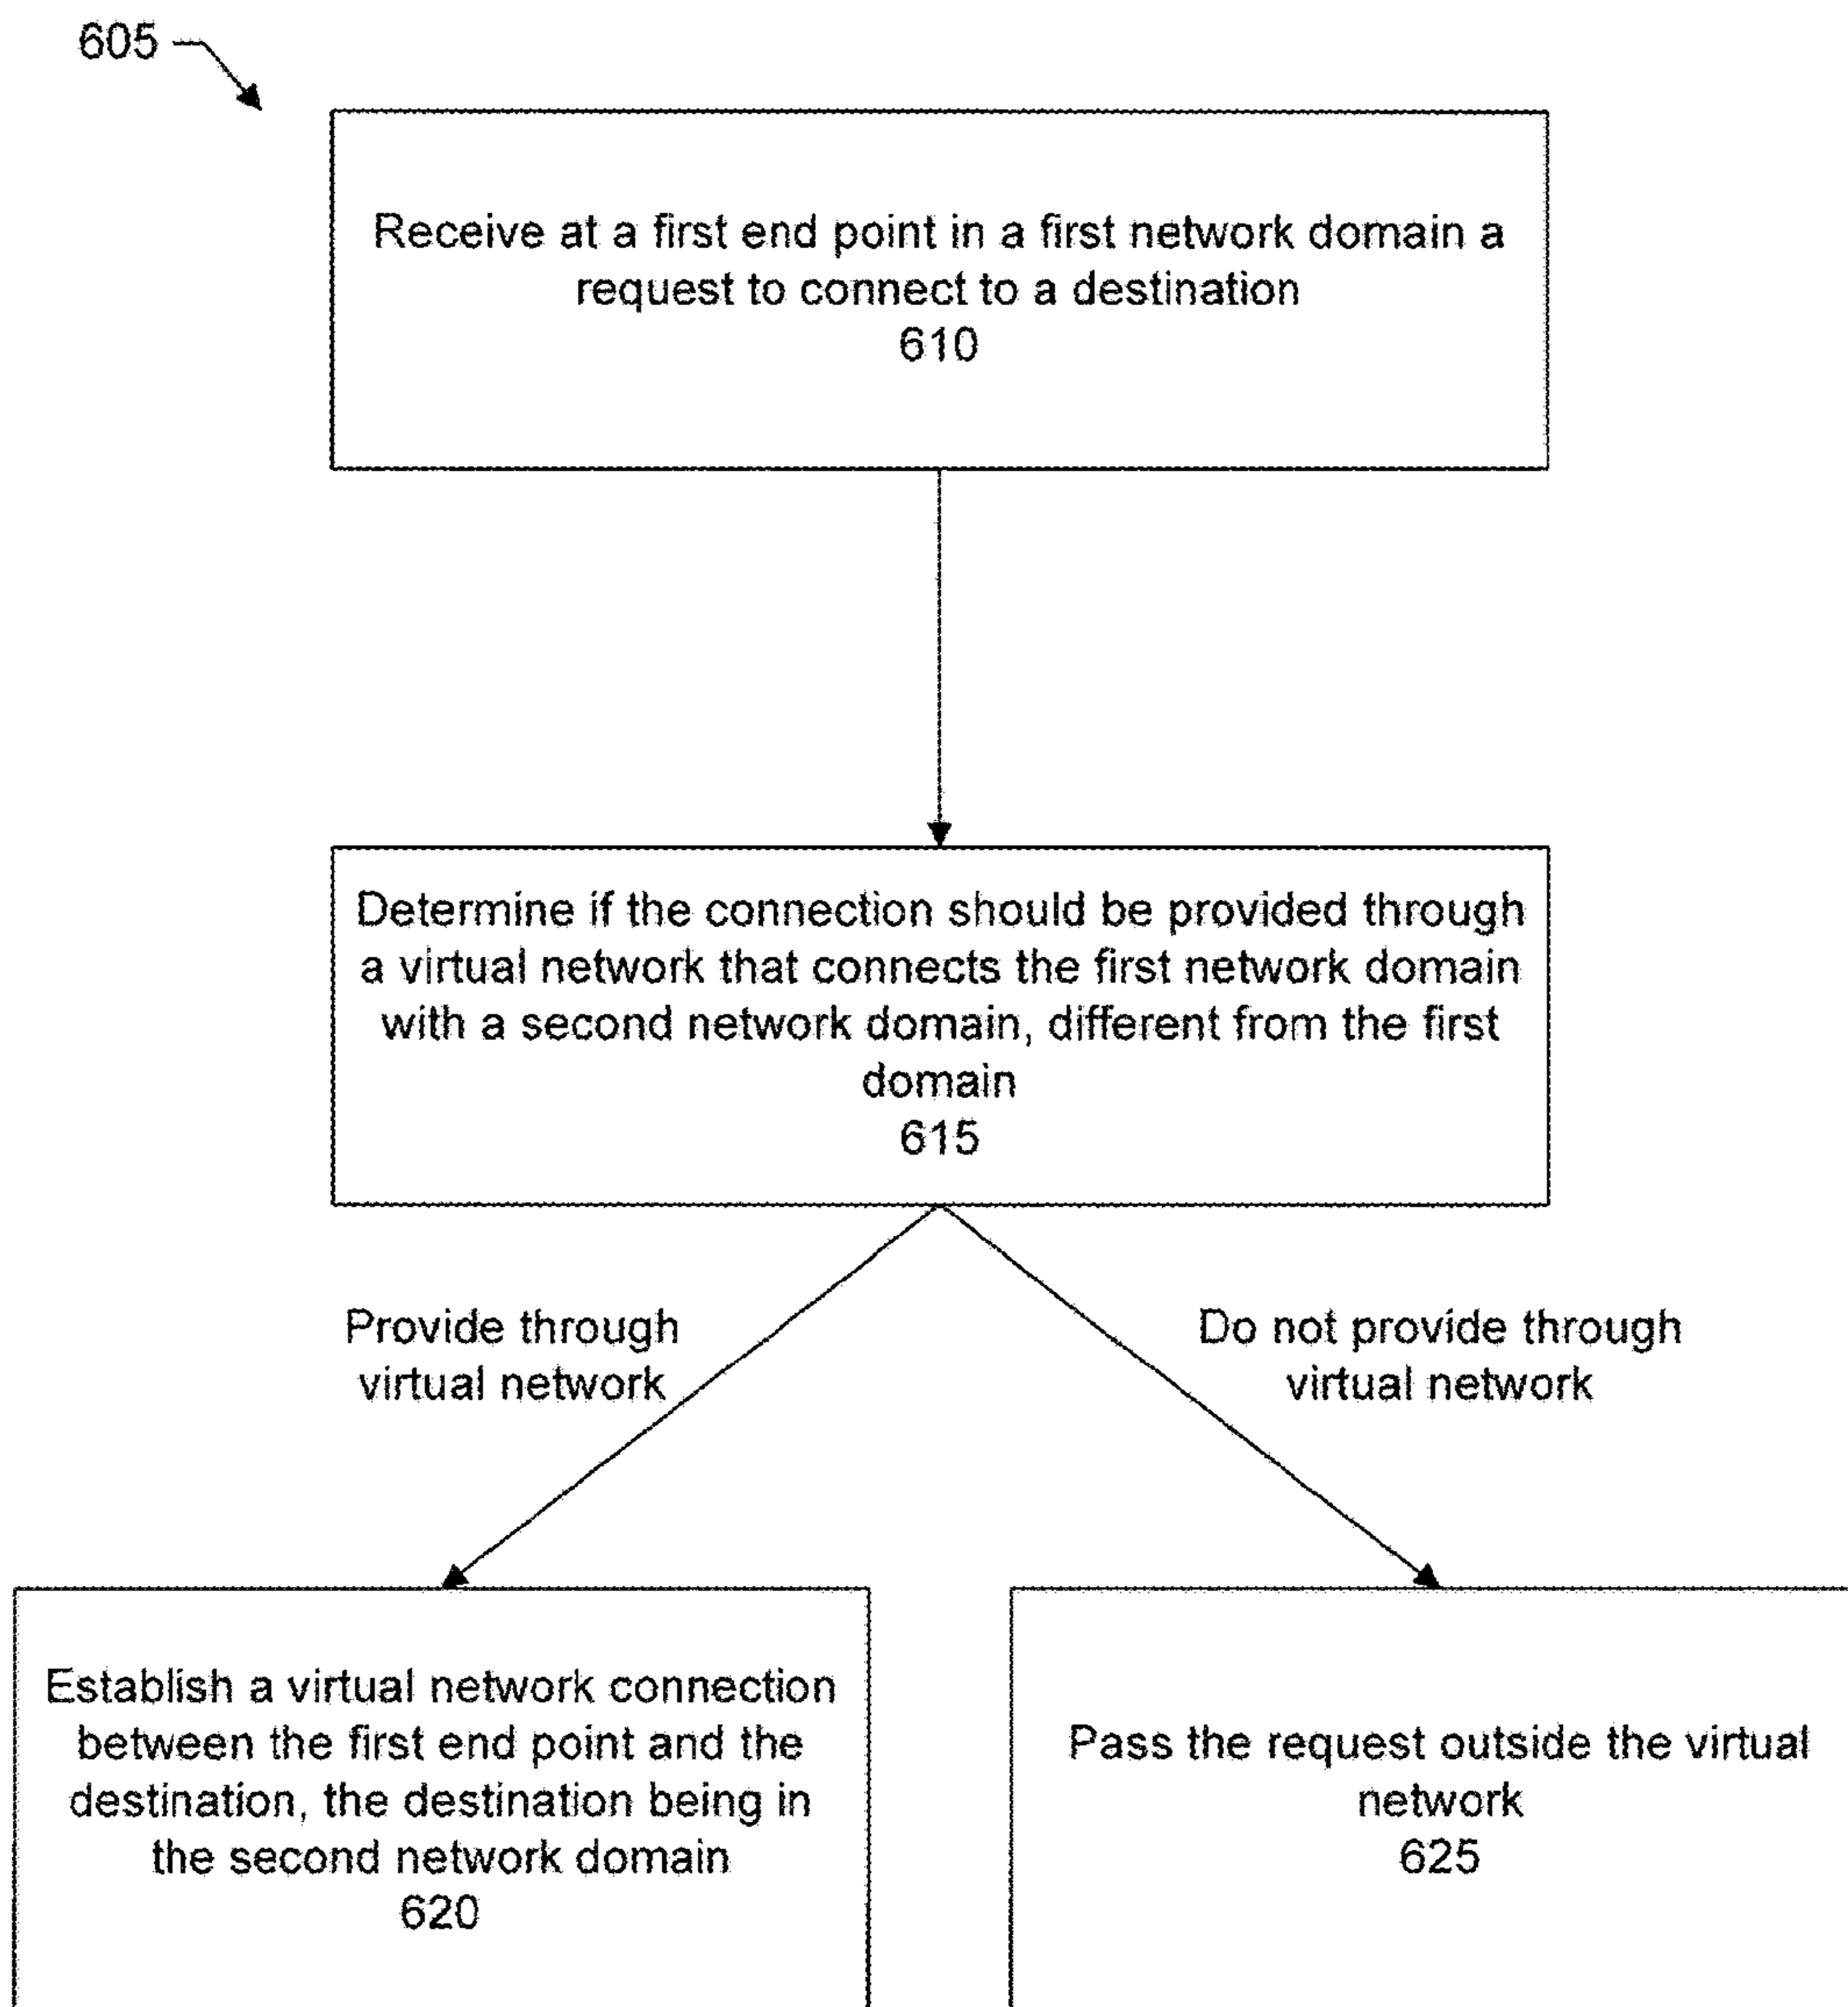 605
Receive at a first end point in a first network domain a
request to connect to a destination
610
Determine if the connection should be provided through
a virtual network that connects the first network domain
with a second network domain, different from the first
domain
615
Provide through
virtual network
Do not provide through
virtual network
Establish a virtual network connection
between the first end point and the
destination, the destination being in
the second network domain
620
Pass the request outside the virtual
network
625